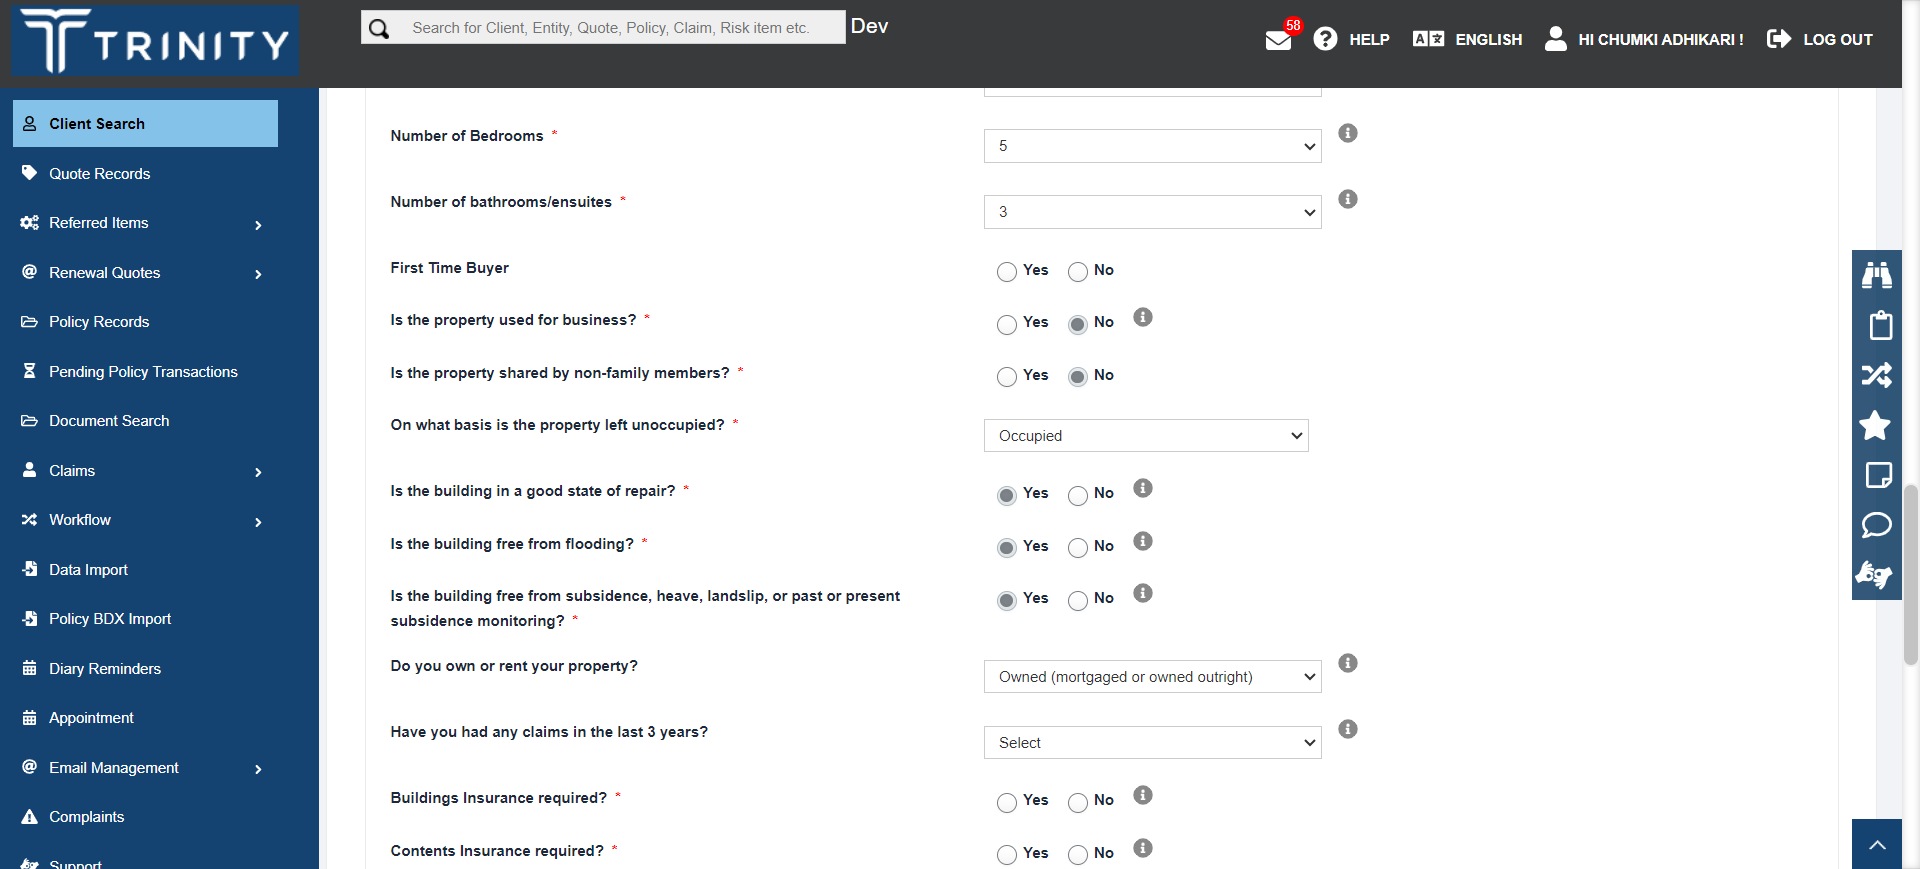 TRINITY
Search for Client, Entity, Quote, Policy, Claim, Risk item etc.
Dev
58
HELP
ENGLISH
HI CHUMKI ADHIKARI !
LOG OUT
Client Search
Quote Records
Referred Items
Renewal Quotes
Policy Records
Pending Policy Transactions
Document Search
Claims
Workflow
Data Import
Policy BDX Import
Diary Reminders
Appointment
Email Management
Complaints
Support
Number of Bedrooms *
5
Number of bathrooms/ensuites *
3
First Time Buyer
Yes No
Is the property used for business? *
Yes No
Is the property shared by non-family members? *
Yes No
On what basis is the property left unoccupied? *
Occupied
Is the building in a good state of repair? *
Yes No
Is the building free from flooding? *
Yes No
Is the building free from subsidence, heave, landslip, or past or present
subsidence monitoring? *
Yes No
Do you own or rent your property?
Owned (mortgaged or owned outright)
Have you had any claims in the last 3 years?
Select
Buildings Insurance required? *
Yes No
Contents Insurance required? *
Yes No